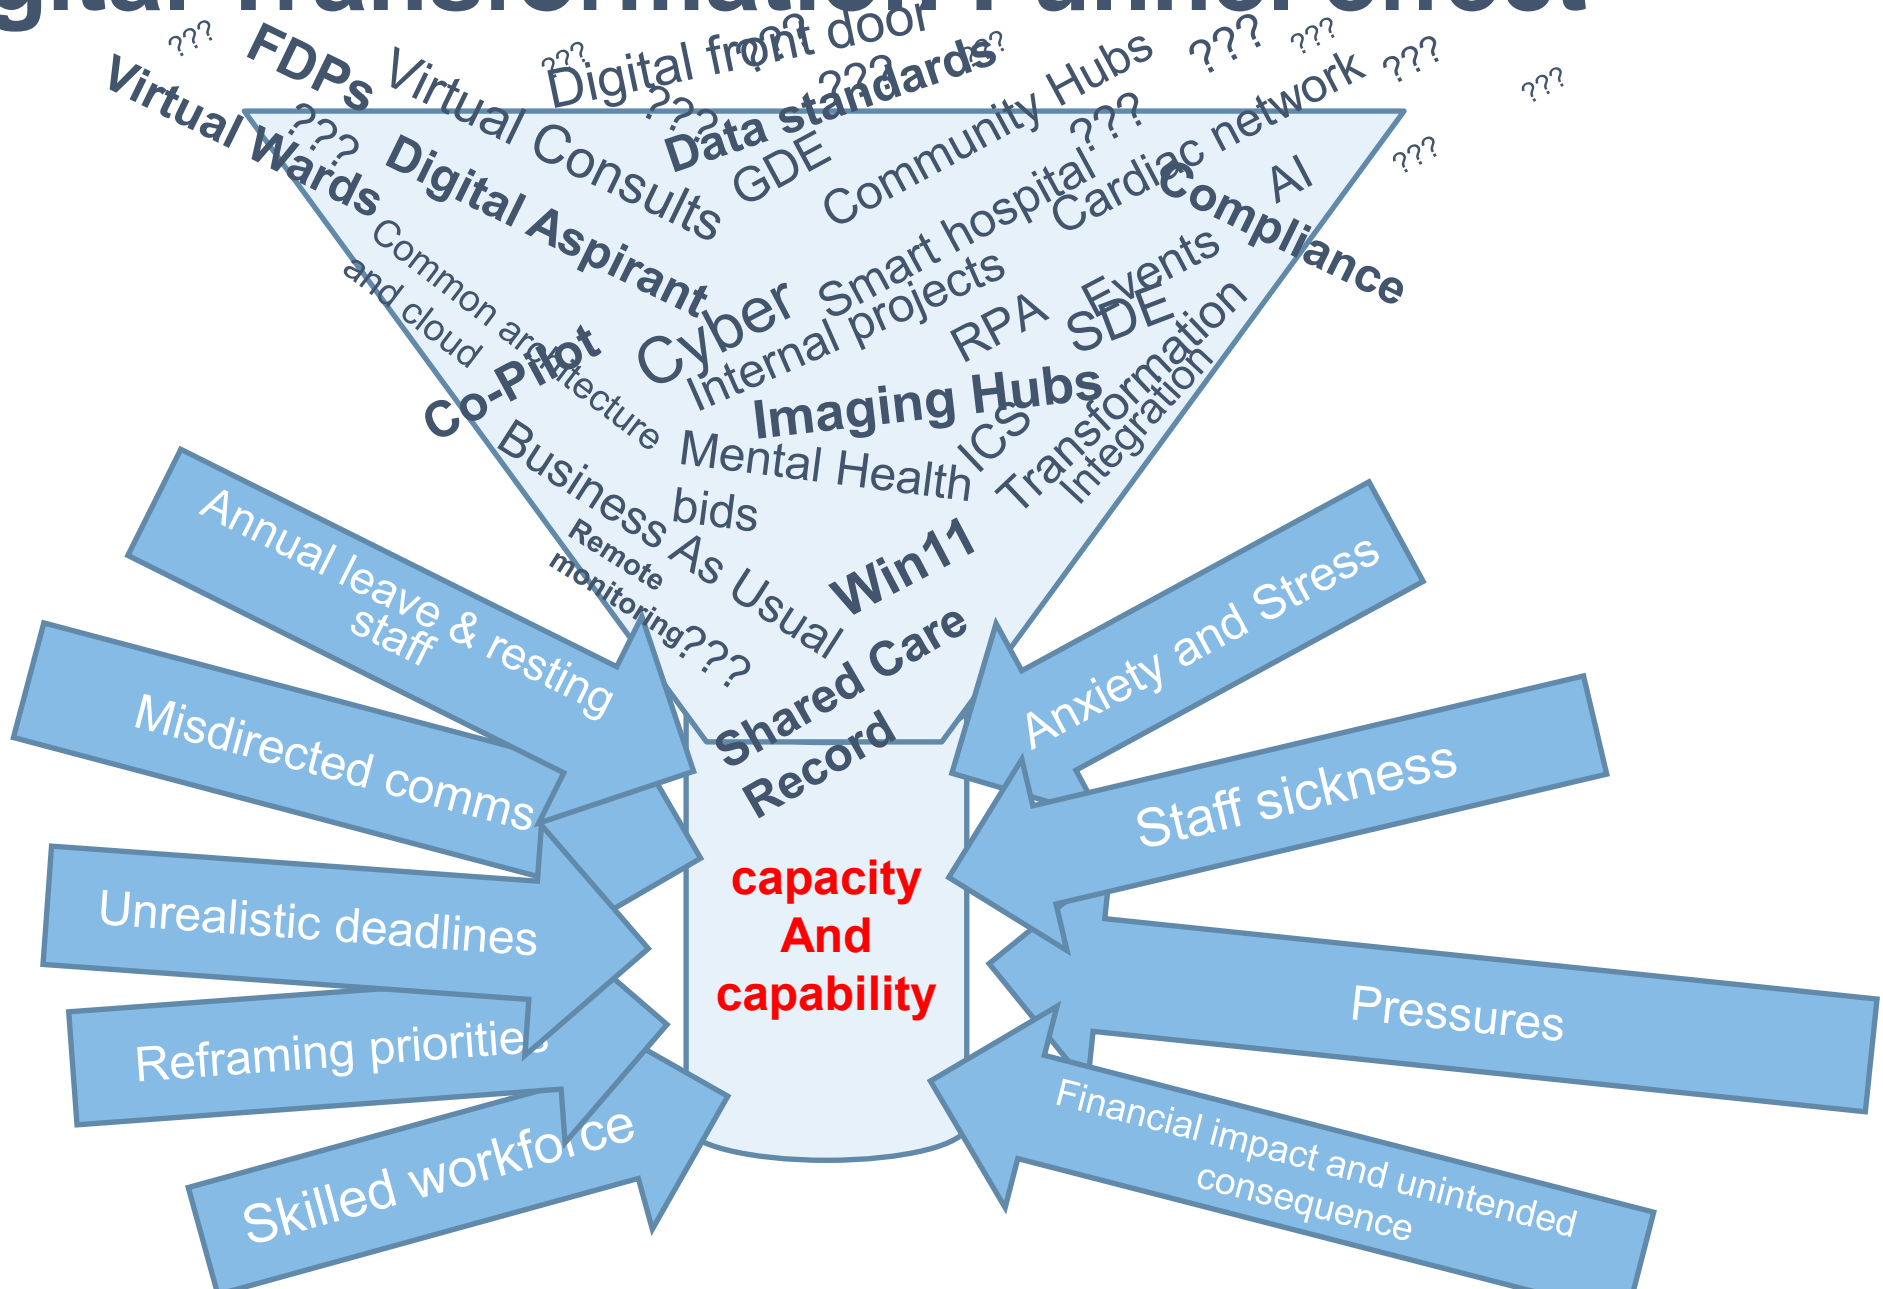 Transformation Funnel effect
???
FDPs
Virtual Wards
???
Virtual Consults
???
Digital front door
???
???
???
???
Data standards
GDE
Community Hubs
???
???
???
???
???
???
Cardiac network
Smart hospital
AI
Compliance
Digital Aspirant
Common architecture
and cloud
Co-Pilot
Cyber
Internal projects
RPA
Events
SDE
Transformation
Integration
Imaging Hubs
ICS
Mental Health
bids
Business As Usual
Remote
monitoring
???
Win11
Shared Care
Record
capacity
And
capability
Annual leave & resting
staff
Misdirected comms
Unrealistic deadlines
Reframing priorities
Skilled workforce
Anxiety and Stress
Staff sickness
Pressures
Financial impact and unintended
consequence